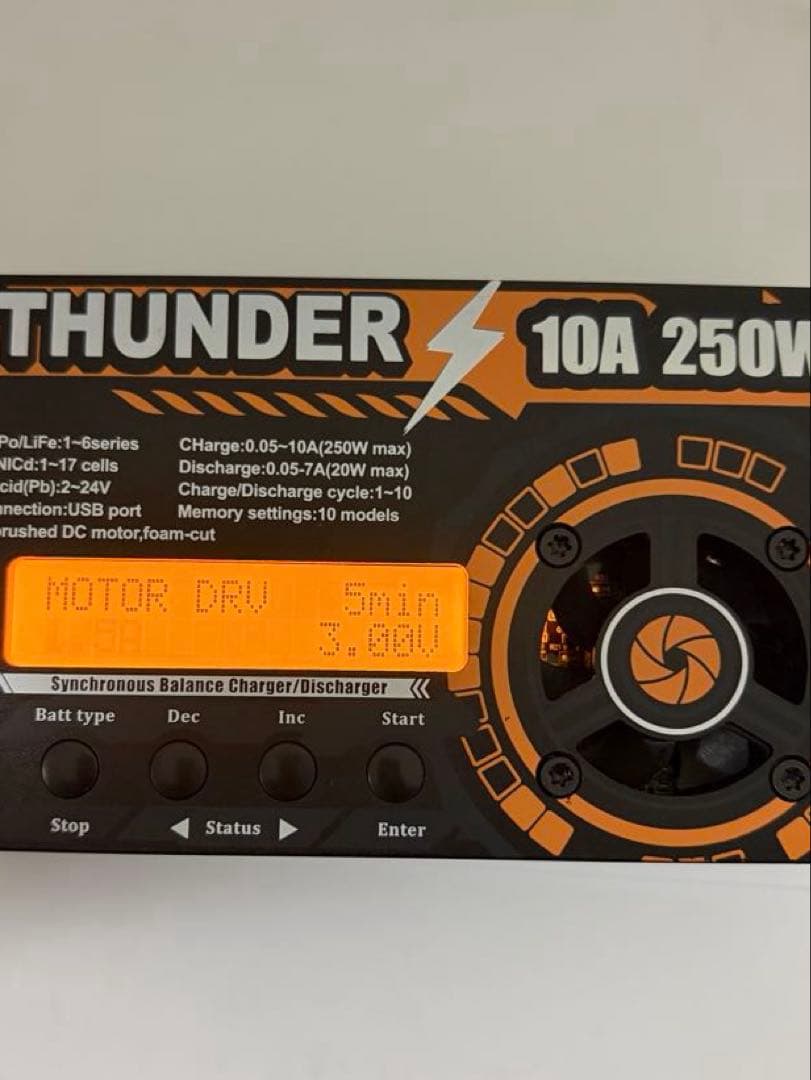 THUNDER 10A 250W
Po/LiFe:1~6series
NICd:1~17 cells
cid(Pb):2~24V
nnection:USB port
rushed DC motor,foam-cut
CHarge:0.05~10A(250W max)
Discharge:0.05-7A(20W max)
Charge/Discharge cycle:1~10
Memory settings:10 models
MOTOR DRV 5min
3.00V
Synchronous Balance Charger/Discharger
Batt type Dec Inc Start
Stop Status Enter